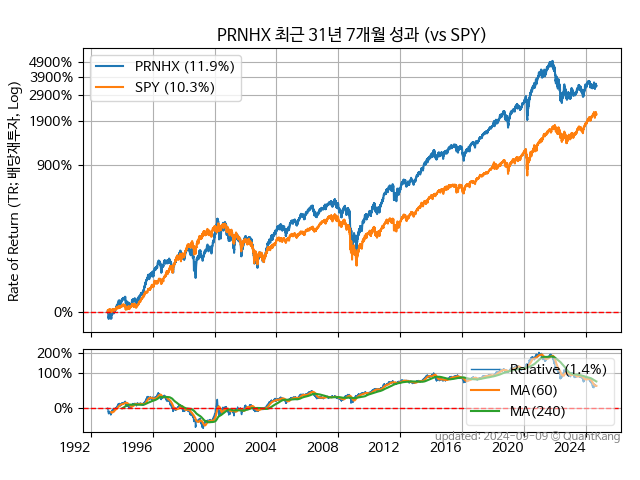 PRNHX 최근 31년 7개월 성과 (vs SPY)
Rate of Return (TR; 배당재투자, Log)
4900%
3900%
2900%
1900%
900%
0%
PRNHX (11.9%)
SPY (10.3%)
200%
100%
0%
Relative (1.4%)
MA(60)
MA(240)
1992 1996 2000 2004 2008 2012 2016 2020 2024
updated: 2024-09-09 © QuantKang